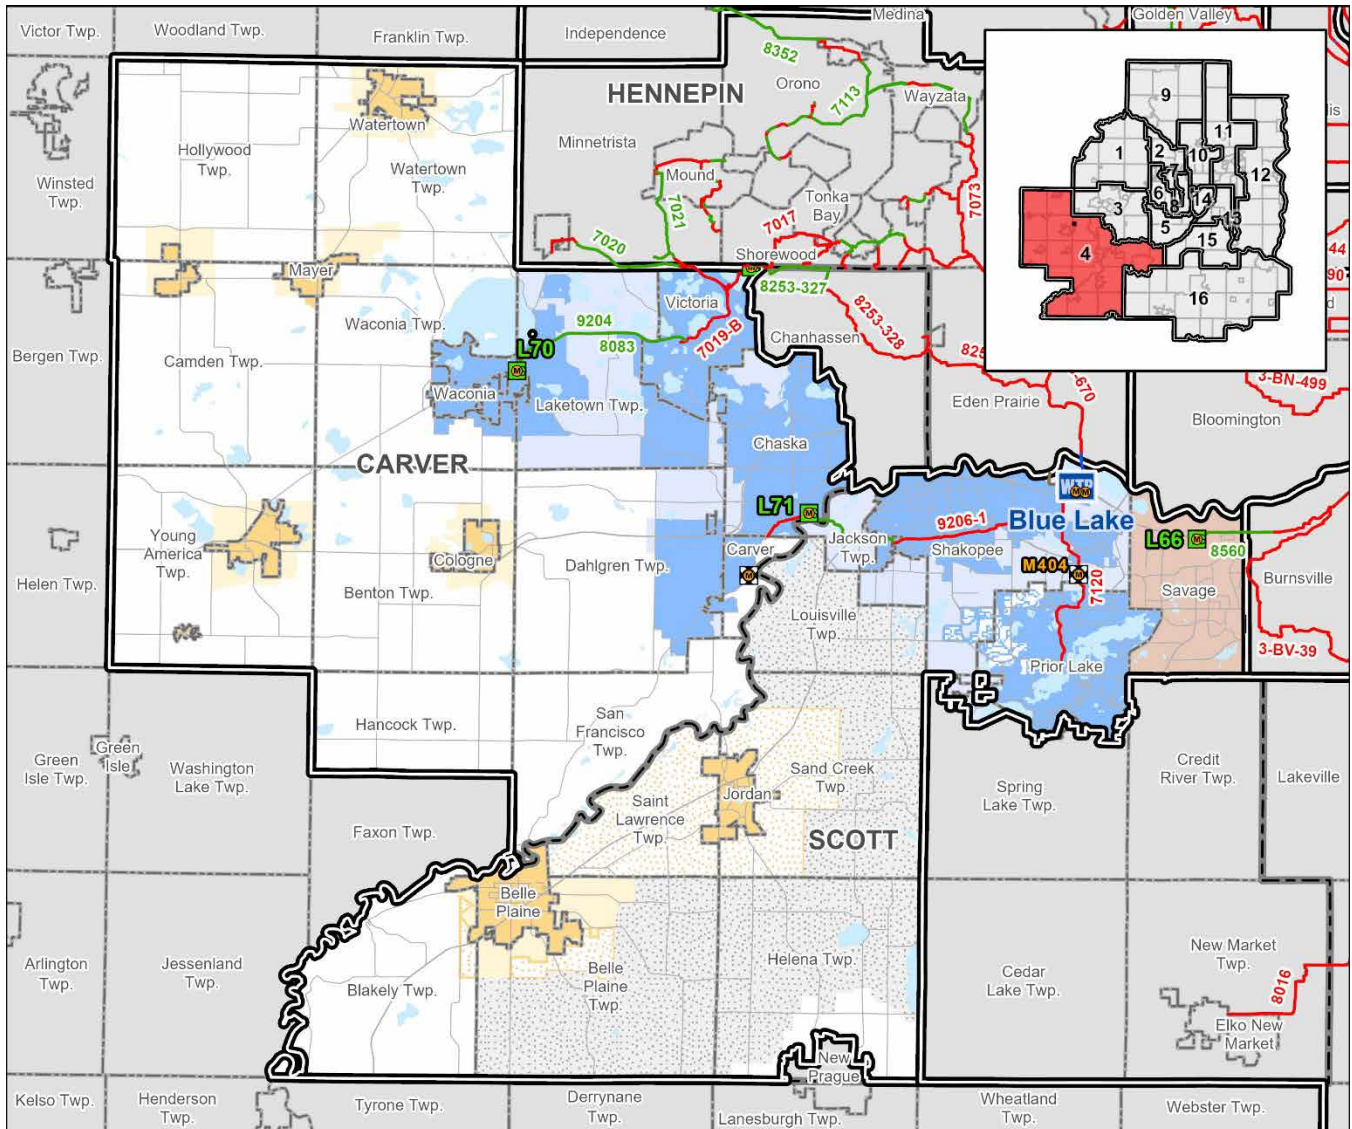 Victor Twp.
Woodland Twp.
Franklin Twp.
Independence
Medina
Golden Valley
8352
Orono
7113
Wayzata
HENNEPIN
Minnetrista
Watertown
Hollywood
Twp.
Watertown
Twp.
Winsted
Twp.
Mound
7021
Tonka
Bay
7073
7017
7020
Shorewood
8253-327
Mayer
Victoria
Waconia Twp.
9204
8083
7019-B
8253-328
Chanhassen
Bergen Twp.
Camden Twp.
L70
Waconia
Laketown Twp.
Eden Prairie
-670
3-BN-499
Bloomington
Chaska
CARVER
WTP
Blue Lake
L71
Young
America
Twp.
Cologne
Carver
Jackson
Twp.
9206-1
Shakopee
L66
8560
Helen Twp.
Benton Twp.
Dahlgren Twp.
M404
7120
Savage
Burnsville
Louisville
Twp.
Prior Lake
3-BV-39
Hancock Twp.
San
Francisco
Twp.
Green
Isle Twp.
Green
Isle
Washington
Lake Twp.
Sand Creek
Twp.
Spring
Lake Twp.
Credit
River Twp.
Lakeville
Jordan
Saint
Lawrence
Twp.
Faxon Twp.
SCOTT
Belle
Plaine
Arlington
Twp.
Jessenland
Twp.
Blakely Twp.
Belle
Plaine
Twp.
Helena Twp.
Cedar
Lake Twp.
New Market
Twp.
8016
Elko New
Market
New
Prague
Kelso Twp.
Henderson
Twp.
Tyrone Twp.
Derrynane
Twp.
Lanesburgh Twp.
Wheatland
Twp.
Webster Twp.
9
11
1
2
10
7
12
6
3
8
14
13
5
15
4
16
44
90